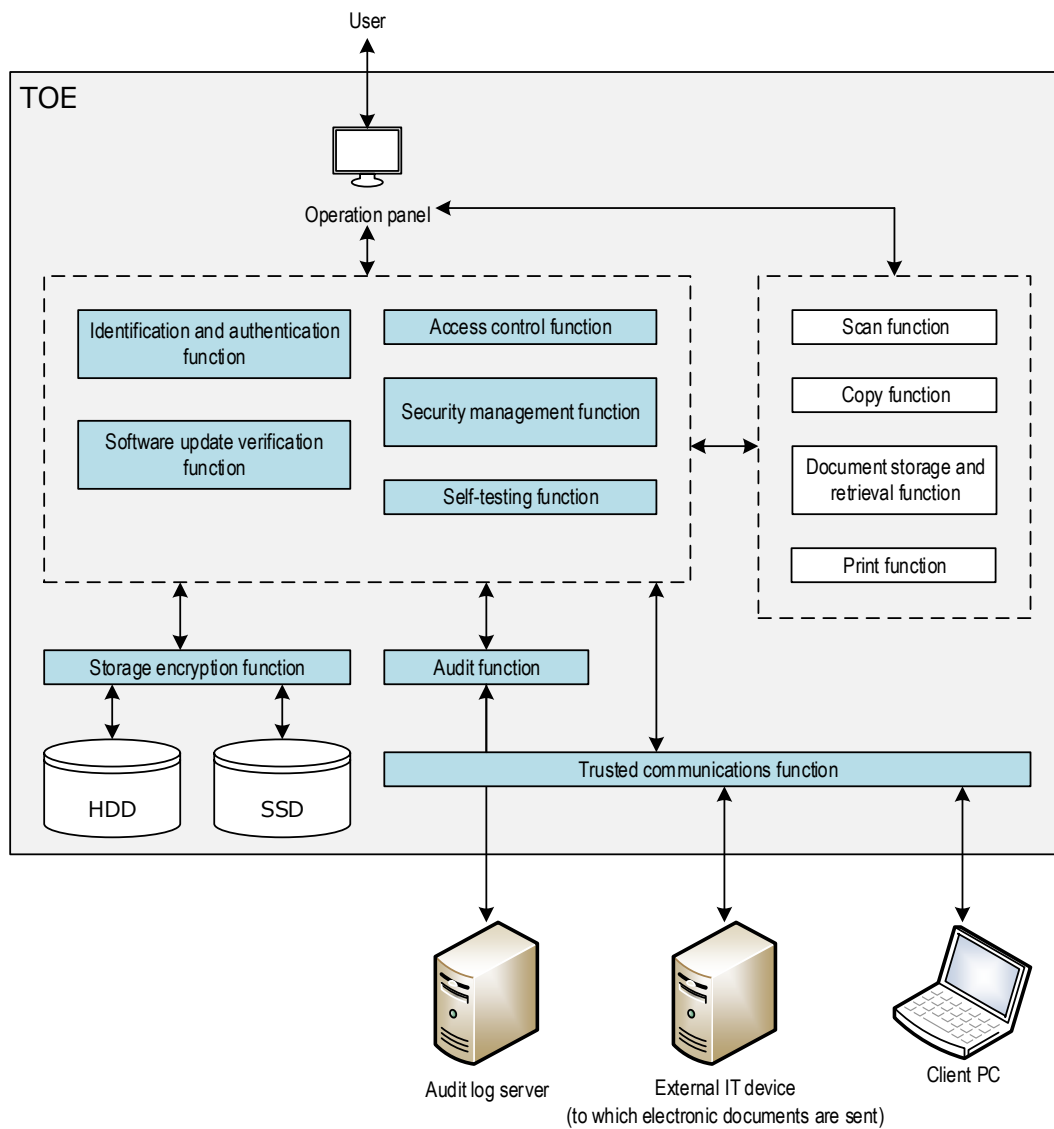 User
TOE
Operation panel
Identification and authentication
function
Access control function
Security management function
Software update verification
function
Self-testing function
Scan function
Copy function
Document storage and
retrieval function
Print function
Storage encryption function
Audit function
Trusted communications function
HDD
SSD
Audit log server
External IT device
(to which electronic documents are sent)
Client PC